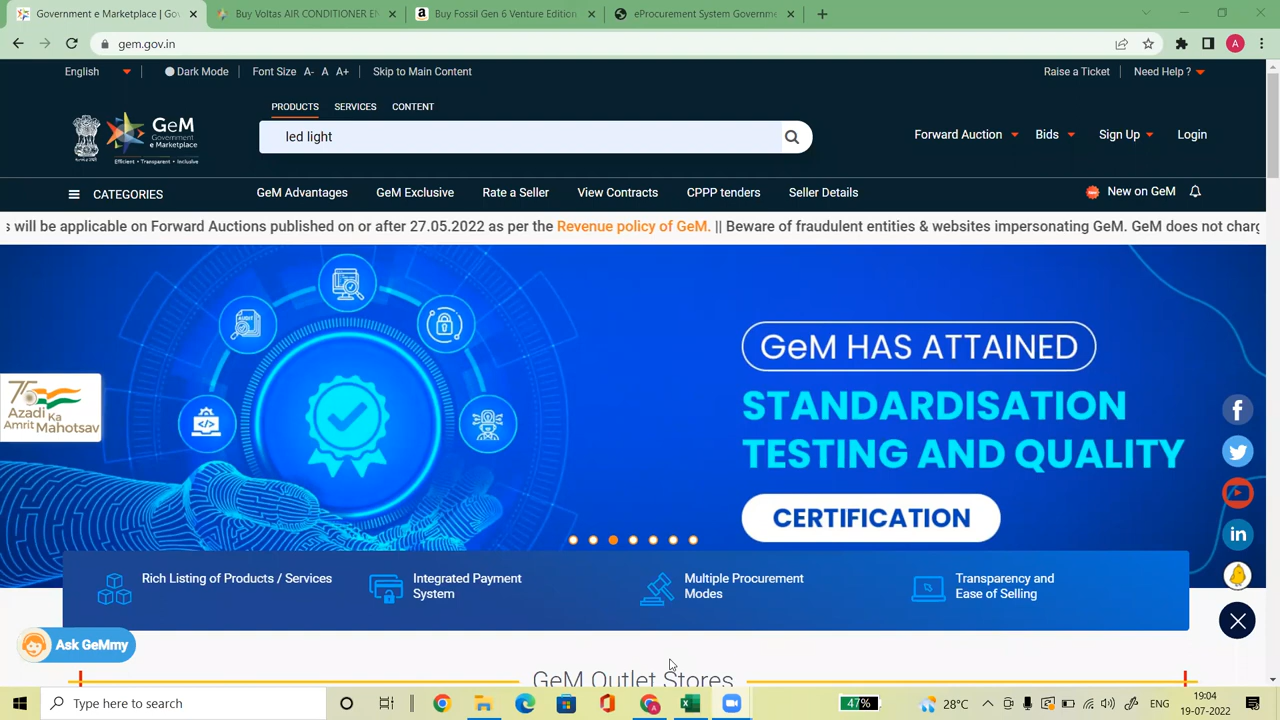 Government e Marketplace | Gov
Buy Voltas AIR CONDITIONER EN
Buy Fossil Gen 6 Venture Edition
eProcurement System Governme
gem.gov.in
A
English
Dark Mode
Font Size A- A A+
Skip to Main Content
Raise a Ticket
Need Help ?
PRODUCTS SERVICES CONTENT
GeM
Government
e Marketplace
Efficient • Transparent • Inclusive
led light
Forward Auction
Bids
Sign Up
Login
CATEGORIES
GeM Advantages
GeM Exclusive
Rate a Seller
View Contracts
CPPP tenders
Seller Details
New on GeM
s will be applicable on Forward Auctions published on or after 27.05.2022 as per the Revenue policy of GeM. || Beware of fraudulent entities & websites impersonating GeM. GeM does not charg
AUDIT
GeM HAS ATTAINED
STANDARDISATION
TESTING AND QUALITY
CERTIFICATION
75
Azadi Ka
Amrit Mahotsav
Rich Listing of Products / Services
Integrated Payment
System
Multiple Procurement
Modes
Transparency and
Ease of Selling
Ask GeMmy
GeM Outlet Stores
Type here to search
47%
28°C
ENG
19:04
19-07-2022